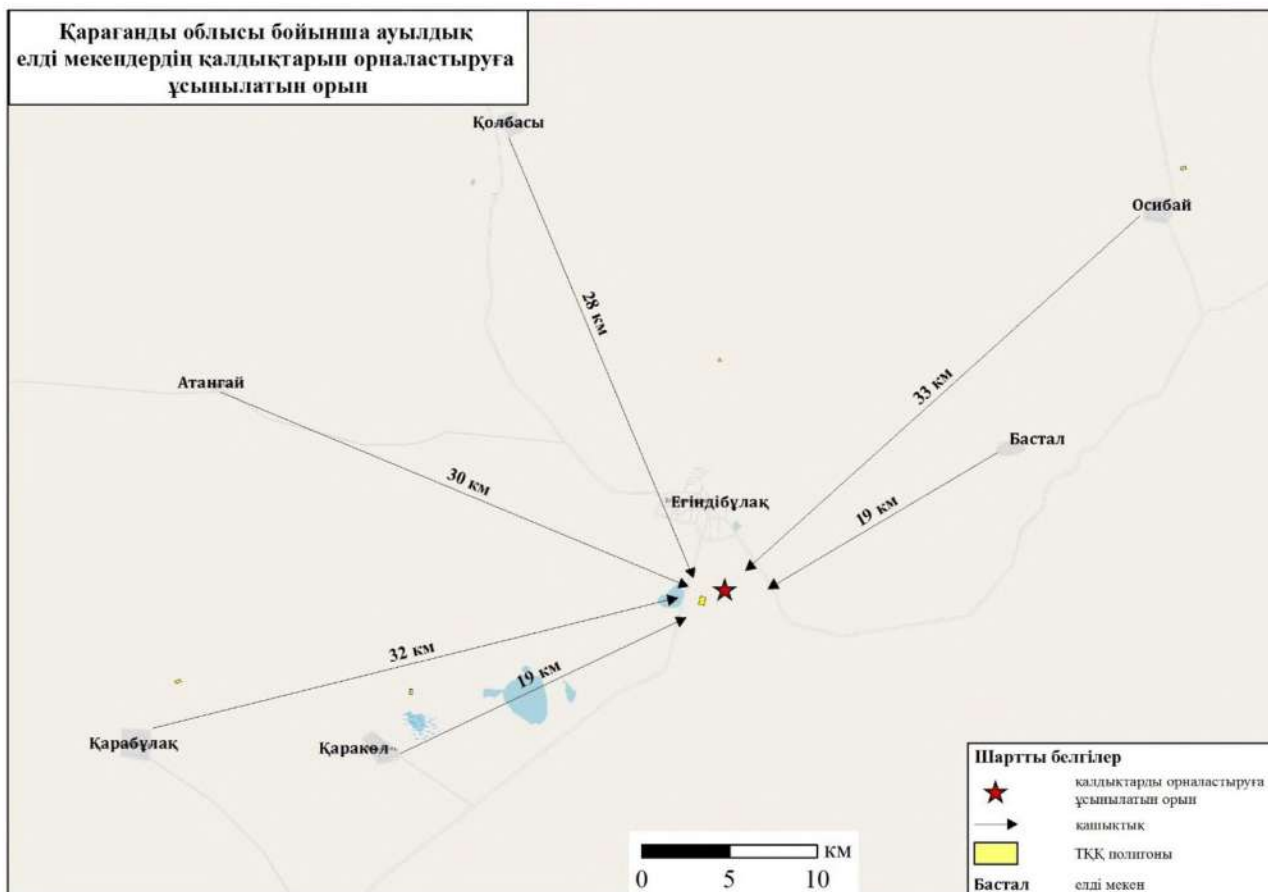 Қарағанды облысы бойынша ауылдық
елді мекендердің қалдықтарын орналастыруға
ұсынылатын орын
Қолбасы
Осибай
28 км
Атанғай
33 км
Бастал
30 км
Егіндібұлақ
19 км
32 км
19 км
Қарабұлақ
Қаракөл
Шартты белгілер
қалдықтарды орналастыруға
ұсынылатын орын
қашықтық
ТҚҚ полигоны
Бастал елді мекен
км
0 5 10